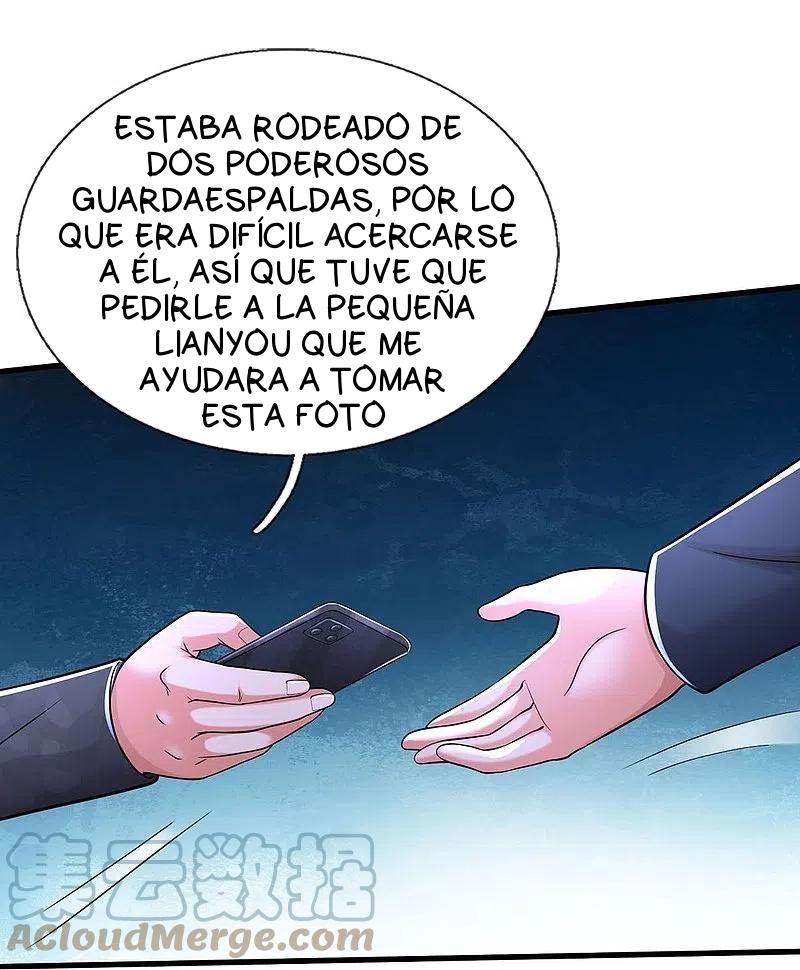 ESTABA RODEADO DE
DOS PODEROSOS
GUARDAESPALDAS, POR LO
QUE ERA DIFÍCIL ACERCARSE
A ÉL, ASÍ QUE TUVE QUE
PEDIRLE A LA PEQUEÑA
LIANYOU QUE ME
AYUDARA A TOMAR
ESTA FOTO
集云数据
ACloudMerge.com